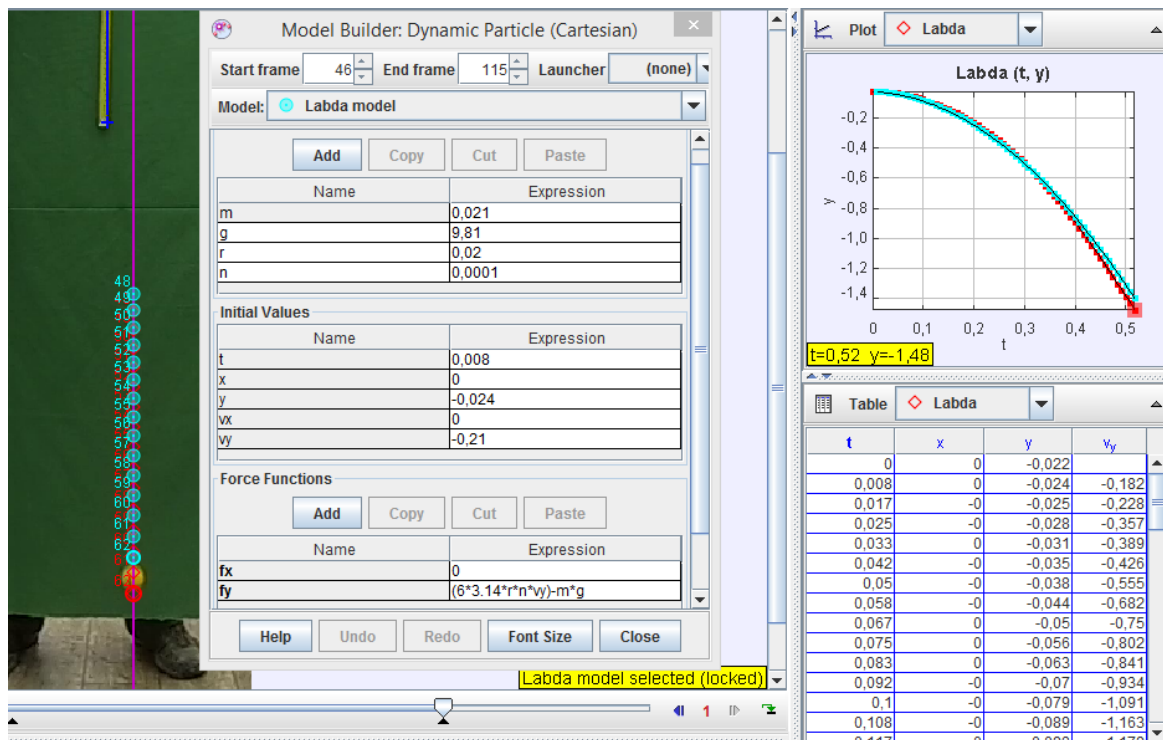 Model Builder: Dynamic Particle (Cartesian)
Start frame 46 End frame 115 Launcher (none)
Model: Labda model
Add Copy Cut Paste
Name Expression
m 0,021
g 9,81
r 0,02
n 0,0001
Initial Values
Name Expression
t 0,008
x 0
y -0,024
vx 0
vy -0,21
Force Functions
Add Copy Cut Paste
Name Expression
fx 0
fy (6*3.14*r*n*vy)-m*g
Help Undo Redo Font Size Close
Labda model selected (locked)
1
48
49
50
51
52
53
54
55
56
57
58
59
60
61
62
Plot Labda
Labda (t, y)
-0,2
-0,4
-0,6
-0,8
-1,0
-1,2
-1,4
y
0 0,1 0,2 0,3 0,4 0,5
t
t=0,52 y=-1,48
Table Labda
t x y vy
0 0 -0,022
0,008 0 -0,024 -0,182
0,017 -0 -0,025 -0,228
0,025 -0 -0,028 -0,357
0,033 0 -0,031 -0,389
0,042 -0 -0,035 -0,426
0,05 -0 -0,038 -0,555
0,058 -0 -0,044 -0,682
0,067 -0 -0,05 -0,75
0,075 -0 -0,056 -0,802
0,083 -0 -0,063 -0,841
0,092 -0 -0,07 -0,934
0,1 -0 -0,079 -1,091
0,108 -0 -0,089 -1,163